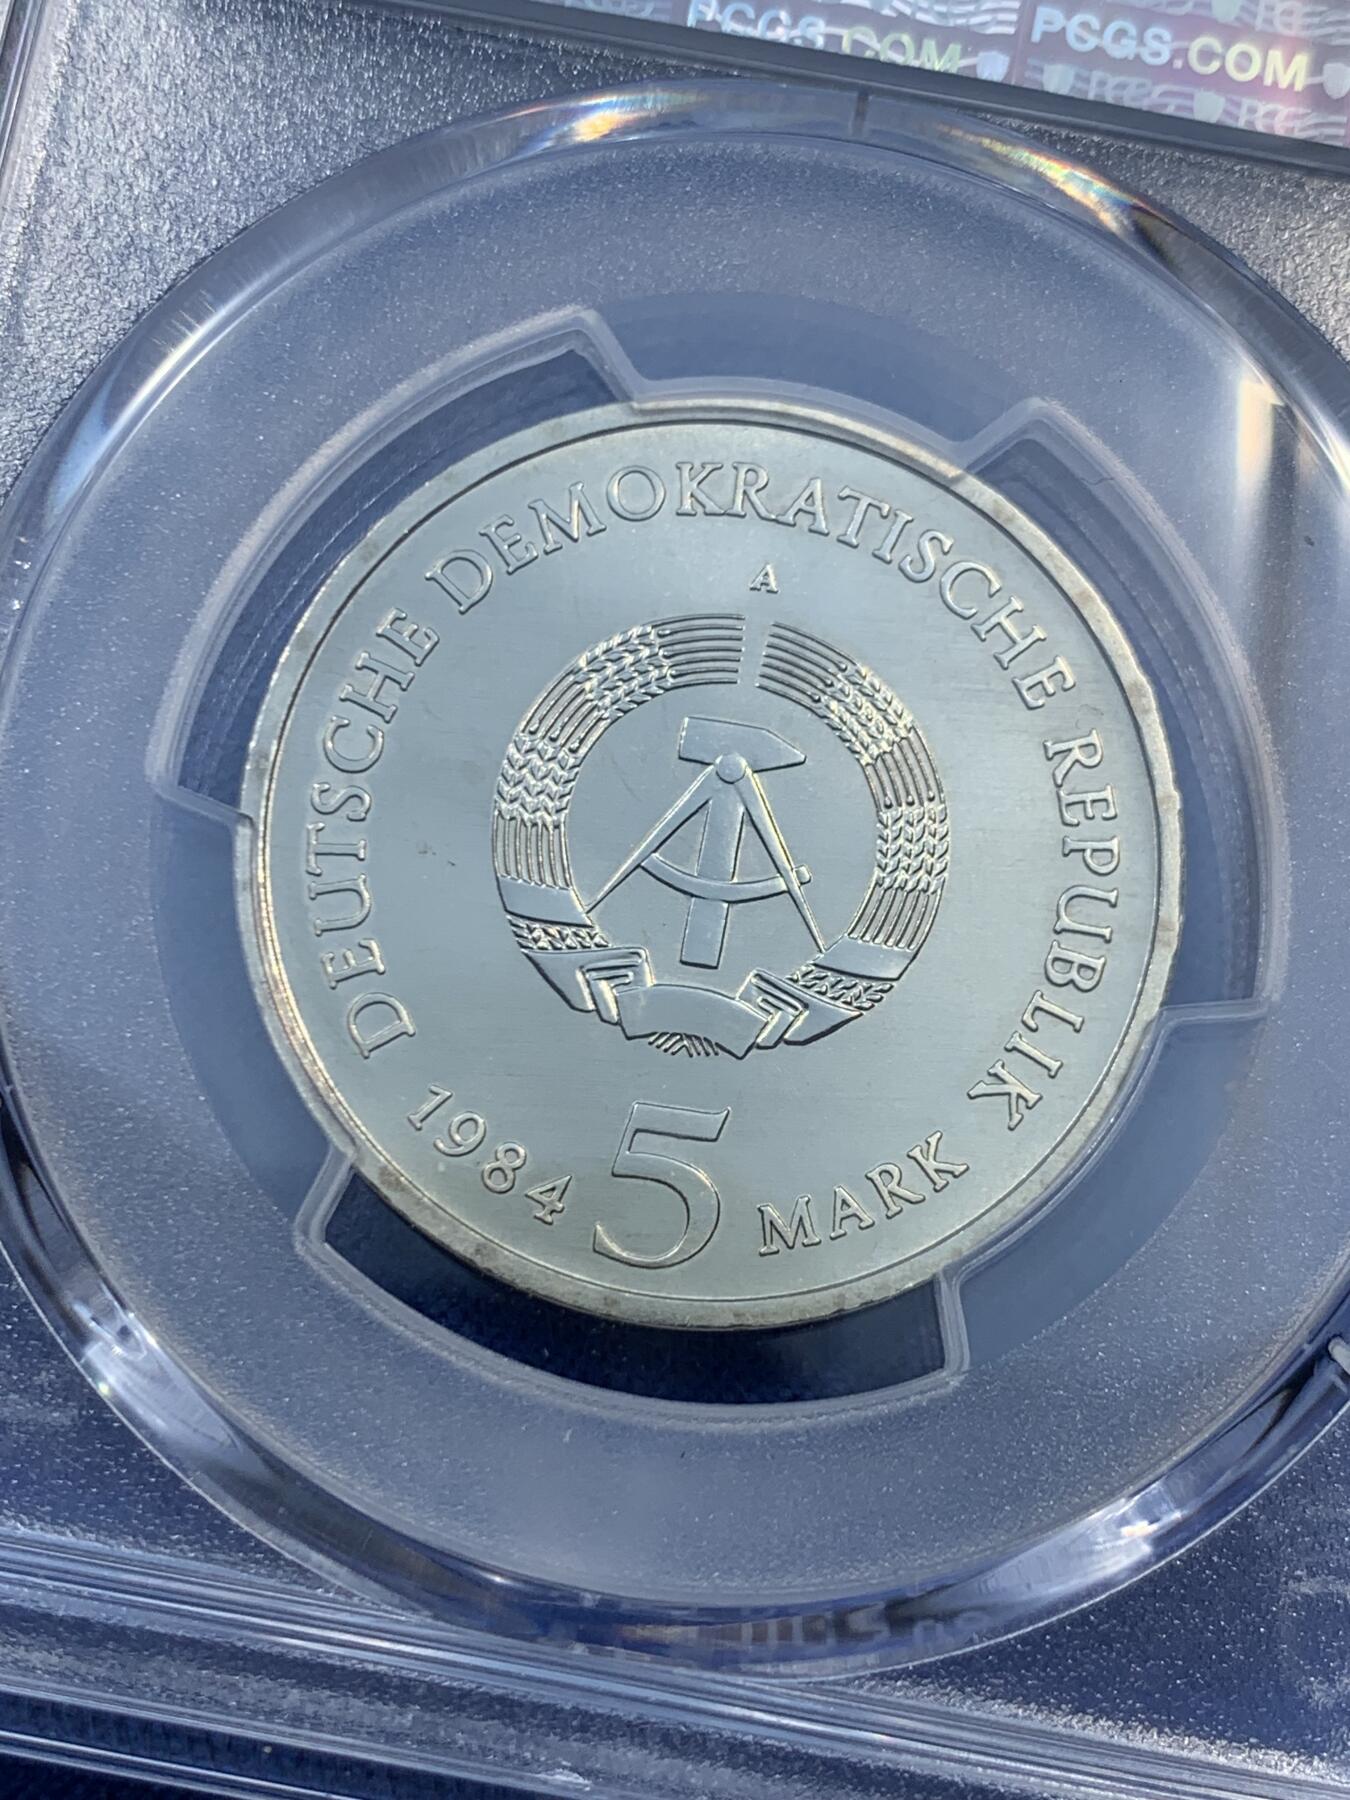 PCGS.COM
PCGS.COM
DEUTSCHE DEMOKRATISCHE REPUBLIK
A
1984 5 MARK